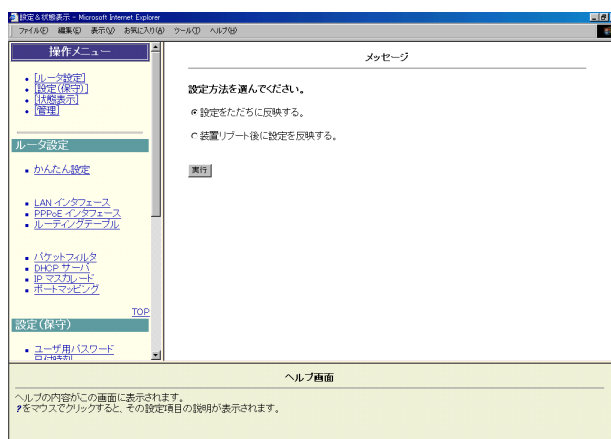 設定&状態表示 - Microsoft Internet Explorer
ファイル(F) 編集(E) 表示(V) お気に入り(A) ツール(T) ヘルプ(H)
操作メニュー
[ルータ設定]
[設定(保守)]
[状態表示]
[管理]
ルータ設定
かんたん設定
LAN インタフェース
PPPoE インタフェース
ルーティングテーブル
パケットフィルタ
DHCP サーバ
IP マスカレード
ポートマッピング
TOP
設定(保守)
ユーザ用パスワード
日付時刻
メッセージ
設定方法を選んでください。
設定をただちに反映する。
装置リブート後に設定を反映する。
実行
ヘルプ画面
ヘルプの内容がこの画面に表示されます。
?をマウスでクリックすると、その設定項目の説明が表示されます。